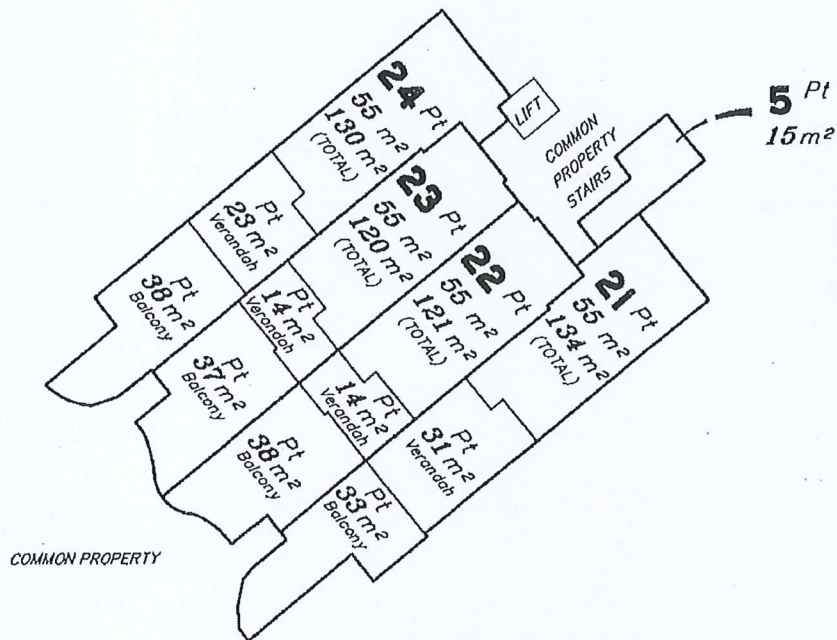 24 Pt
55 m²
130 m²
(TOTAL)
Pt
23 m²
Verandah
Pt
38 m²
Balcony
23 Pt
55 m²
120 m²
(TOTAL)
Pt
14 m²
Verandah
Pt
37 m²
Balcony
22 Pt
55 m²
121 m²
(TOTAL)
Pt
14 m²
Verandah
Pt
38 m²
Balcony
21 Pt
55 m²
134 m²
(TOTAL)
Pt
31 m²
Verandah
Pt
33 m²
Balcony
LIFT
COMMON
PROPERTY
STAIRS
5 Pt
15 m²
COMMON PROPERTY